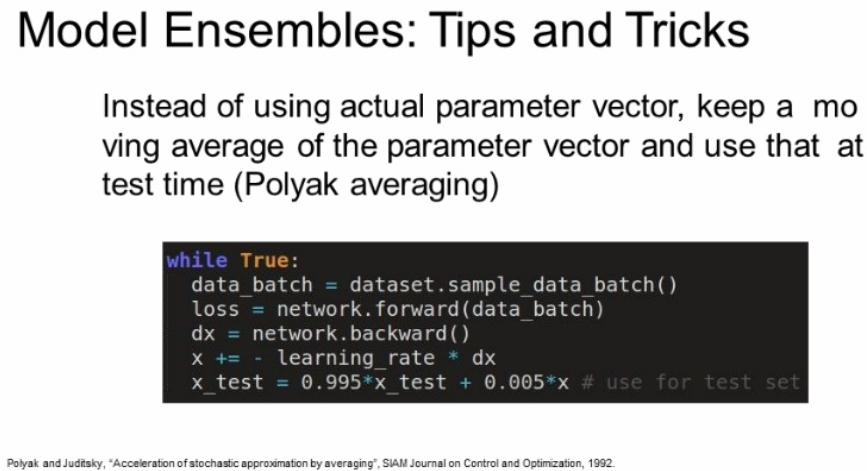 Model Ensembles: Tips and Tricks
Instead of using actual parameter vector, keep a mo
ving average of the parameter vector and use that at
test time (Polyak averaging)
while True:
data_batch = dataset.sample_data_batch()
loss = network.forward(data_batch)
dx = network.backward()
x += - learning_rate * dx
x_test = 0.995*x_test + 0.005*x # use for test set
Polyak and Juditsky, "Acceleration of stochastic approximation by averaging", SIAM Journal on Control and Optimization, 1992.